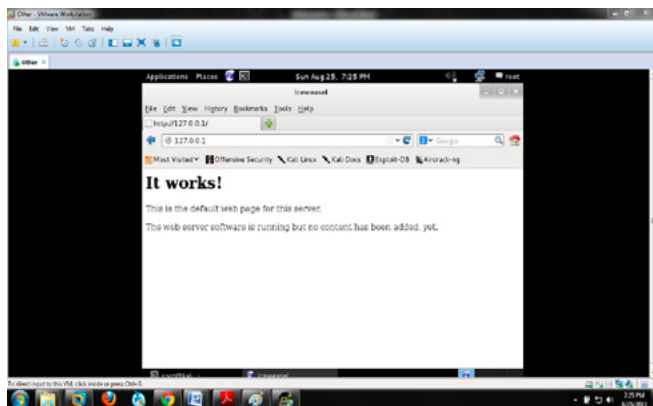 Other - VMware Workstation
File Edit View VM Tabs Help
Other ×
Applications Places Sun Aug 25, 7:25 PM root
Iceweasel
File Edit View History Bookmarks Tools Help
http://127.0.0.1/
127.0.0.1 Google
Most Visited Offensive Security Kali Linux Kali Docs Exploit-DB Aircrack-ng
It works!
This is the default web page for this server.
The web server software is running but no content has been added, yet.
Iceweasel
To direct input to this VM, click inside or press Ctrl+G.
7:25 PM